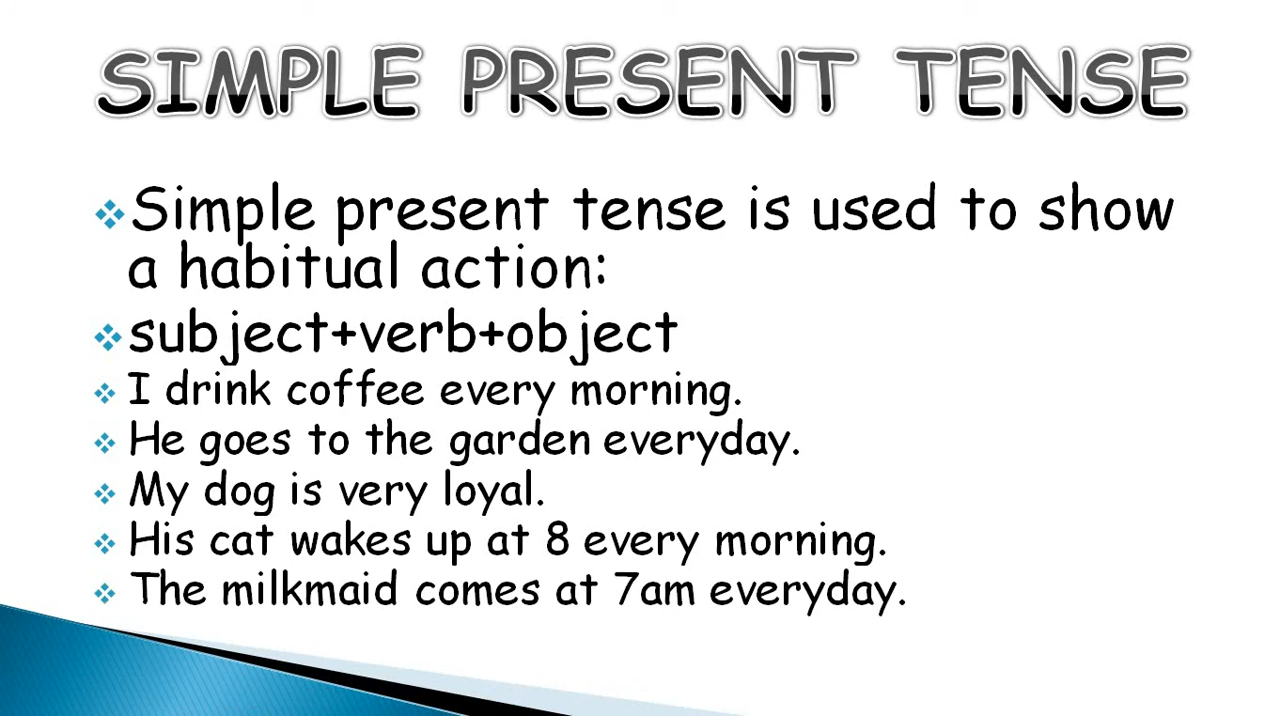 SIMPLE PRESENT TENSE
Simple present tense is used to show
a habitual action:
subject+verb+object
I drink coffee every morning.
He goes to the garden everyday.
My dog is very loyal.
His cat wakes up at 8 every morning.
The milkmaid comes at 7am everyday.